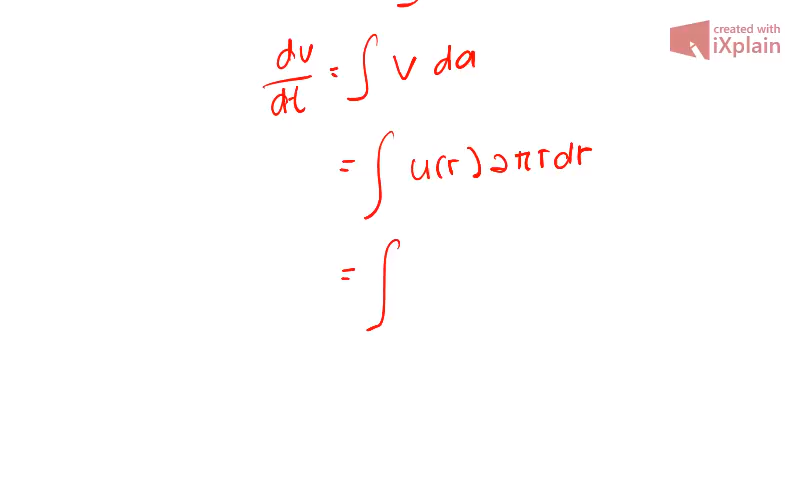 created with
iXplain
dv/dt = ∫ v da
= ∫ u(r) 2πr dr
= ∫